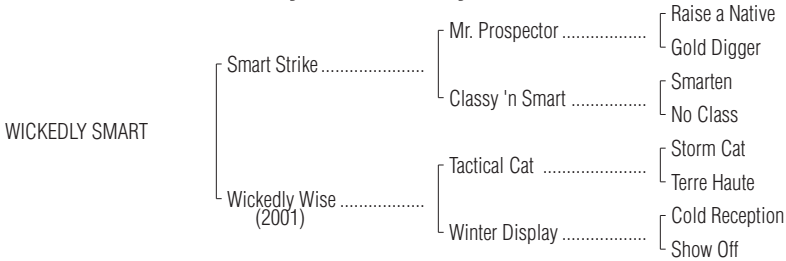 Raise a Native
Mr. Prospector ..................
Gold Digger
Smart Strike ......................
Smarten
Classy 'n Smart ................
No Class
WICKEDLY SMART
Storm Cat
Tactical Cat ......................
Terre Haute
Wickedly Wise ..................
(2001)
Cold Reception
Winter Display ..................
Show Off